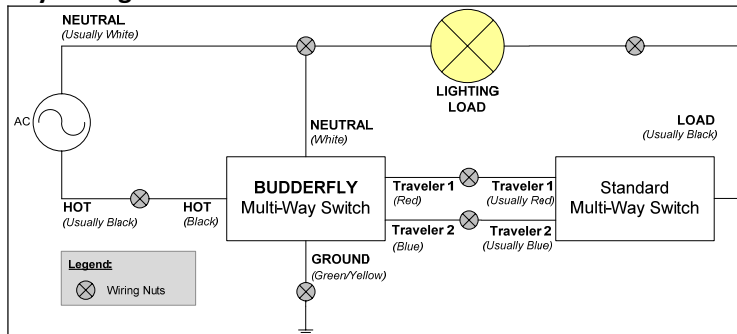 NEUTRAL
(Usually White)
AC
LIGHTING
LOAD
NEUTRAL
(White)
LOAD
(Usually Black)
HOT
(Usually Black)
HOT
(Black)
BUDDERFLY
Multi-Way Switch
Traveler 1
(Red)
Traveler 1
(Usually Red)
Traveler 2
(Blue)
Traveler 2
(Usually Blue)
Standard
Multi-Way Switch
GROUND
(Green/Yellow)
Legend:
Wiring Nuts